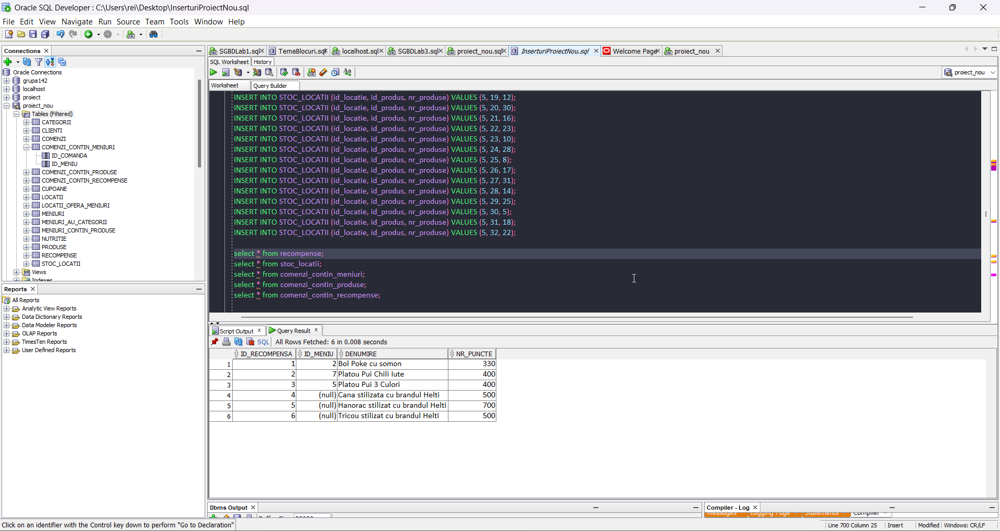 Oracle SQL Developer : C:\Users\rei\Desktop\InserturiProiectNou.sql
File Edit View Navigate Run Source Team Tools Window Help
Connections
Oracle Connections
grupa142
localhost
proiect
proiect_nou
Tables (Filtered)
CATEGORII
CLIENTI
COMENZI
COMENZI_CONTIN_MENIURI
ID_COMANDA
ID_MENIU
COMENZI_CONTIN_PRODUSE
COMENZI_CONTIN_RECOMPENSE
CUPOANE
LOCATII
LOCATII_OFERA_MENIURI
MENIURI
MENIURI_AU_CATEGORII
MENIURI_CONTIN_PRODUSE
NUTRITIE
PRODUSE
RECOMPENSE
STOC_LOCATII
Views
Indexes
Reports
All Reports
Analytic View Reports
Data Dictionary Reports
Data Modeler Reports
OLAP Reports
TimesTen Reports
User Defined Reports
SGBDLab1.sql TemaBlocuri.sql localhost.sql SGBDLab3.sql proiect_nou.sql InserturiProiectNou.sql Welcome Page proiect_nou
SQL Worksheet History
proiect_nou
Worksheet Query Builder
INSERT INTO STOC_LOCATII (id_locatie, id_produs, nr_produse) VALUES (5, 19, 12);
INSERT INTO STOC_LOCATII (id_locatie, id_produs, nr_produse) VALUES (5, 20, 30);
INSERT INTO STOC_LOCATII (id_locatie, id_produs, nr_produse) VALUES (5, 21, 16);
INSERT INTO STOC_LOCATII (id_locatie, id_produs, nr_produse) VALUES (5, 22, 23);
INSERT INTO STOC_LOCATII (id_locatie, id_produs, nr_produse) VALUES (5, 23, 10);
INSERT INTO STOC_LOCATII (id_locatie, id_produs, nr_produse) VALUES (5, 24, 28);
INSERT INTO STOC_LOCATII (id_locatie, id_produs, nr_produse) VALUES (5, 25, 8);
INSERT INTO STOC_LOCATII (id_locatie, id_produs, nr_produse) VALUES (5, 26, 17);
INSERT INTO STOC_LOCATII (id_locatie, id_produs, nr_produse) VALUES (5, 27, 31);
INSERT INTO STOC_LOCATII (id_locatie, id_produs, nr_produse) VALUES (5, 28, 14);
INSERT INTO STOC_LOCATII (id_locatie, id_produs, nr_produse) VALUES (5, 29, 25);
INSERT INTO STOC_LOCATII (id_locatie, id_produs, nr_produse) VALUES (5, 30, 5);
INSERT INTO STOC_LOCATII (id_locatie, id_produs, nr_produse) VALUES (5, 31, 18);
INSERT INTO STOC_LOCATII (id_locatie, id_produs, nr_produse) VALUES (5, 32, 22);
select * from recompense;
select * from stoc_locatii;
select * from comenzi_contin_meniuri;
select * from comenzi_contin_produse;
select * from comenzi_contin_recompense;
Script Output Query Result
SQL All Rows Fetched: 6 in 0.008 seconds
ID_RECOMPENSA ID_MENIU DENUMIRE NR_PUNCTE
1 1 2 Bol Poke cu somon 330
2 2 7 Platou Pui Chili Iute 400
3 3 5 Platou Pui 3 Culori 400
4 4 (null) Cana stilizata cu brandul Helti 500
5 5 (null) Hanorac stilizat cu brandul Helti 700
6 6 (null) Tricou stilizat cu brandul Helti 500
Dbms Output
Compiler - Log
Messages Logging Page Statements Compiler
Click on an identifier with the Control key down to perform "Go to Declaration"
Line 700 Column 25 Insert Modified Windows: CR/LF